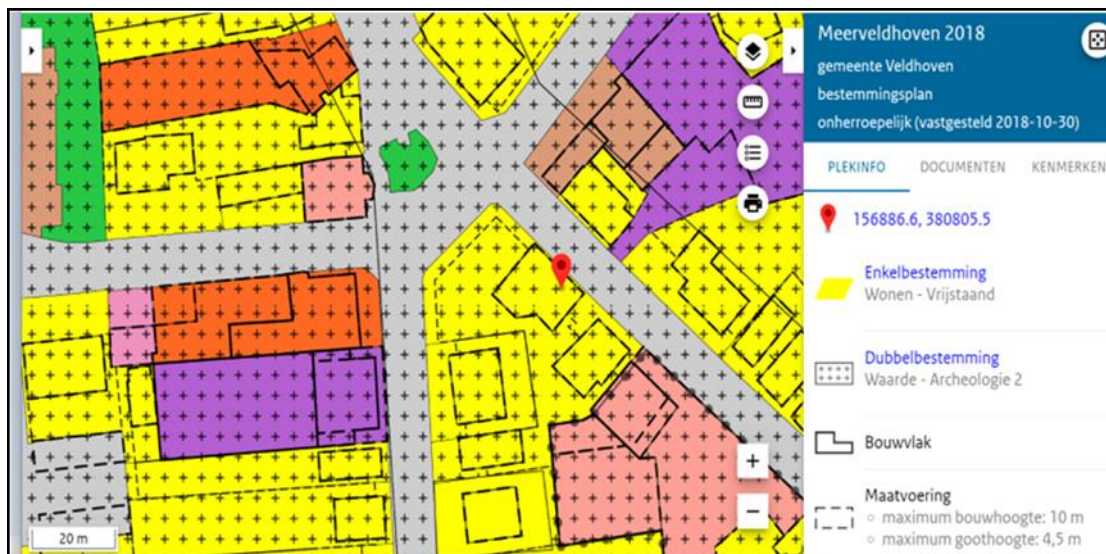 Meerveldhoven 2018
gemeente Veldhoven
bestemmingsplan
onherroepelijk (vastgesteld 2018-10-30)
PLEKINFO DOCUMENTEN KENMERKEN
156886.6, 380805.5
Enkelbestemming
Wonen - Vrijstaand
Dubbelbestemming
Waarde - Archeologie 2
Bouwvlak
Maatvoering
maximum bouwhoogte: 10 m
maximum goothoogte: 4,5 m
20 m